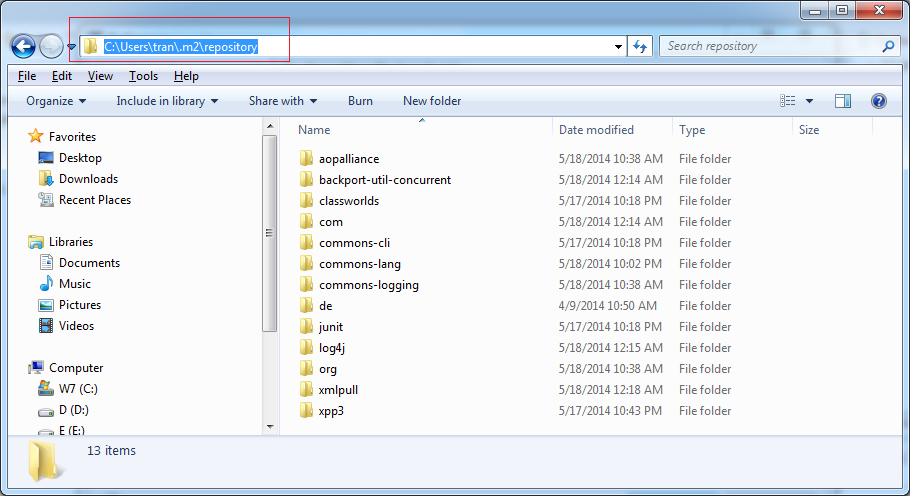 C:\Users\tran\.m2\repository
Search repository
File Edit View Tools Help
Organize Include in library Share with Burn New folder
Favorites
Desktop
Downloads
Recent Places
Libraries
Documents
Music
Pictures
Videos
Computer
W7 (C:)
D (D:)
E (E:)
Name Date modified Type Size
aopalliance 5/18/2014 10:38 AM File folder
backport-util-concurrent 5/18/2014 12:14 AM File folder
classworlds 5/17/2014 10:18 PM File folder
com 5/18/2014 12:14 AM File folder
commons-cli 5/17/2014 10:18 PM File folder
commons-lang 5/18/2014 10:02 PM File folder
commons-logging 5/18/2014 10:38 AM File folder
de 4/9/2014 10:50 AM File folder
junit 5/17/2014 10:18 PM File folder
log4j 5/18/2014 12:15 AM File folder
org 5/18/2014 10:38 AM File folder
xmlpull 5/18/2014 12:18 AM File folder
xpp3 5/17/2014 10:43 PM File folder
13 items